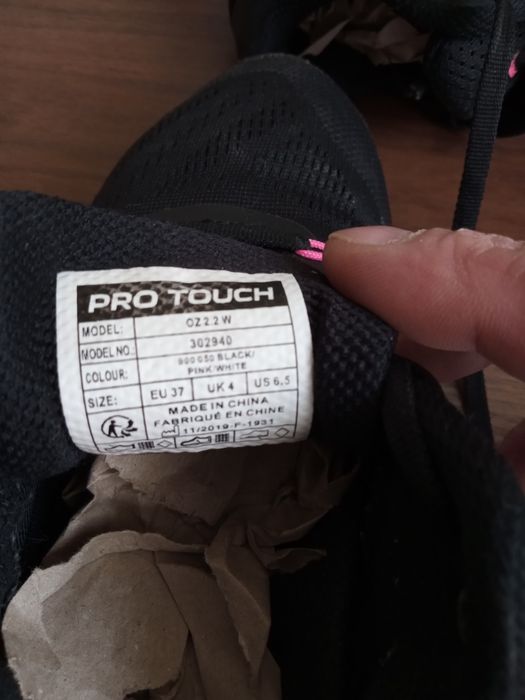 PRO TOUCH
MODEL: OZ 2.2 W
MODEL NO.: 302940
COLOUR: 900 050 BLACK/
PINK/WHITE
SIZE: EU 37 UK 4 US 6,5
MADE IN CHINA
FABRIQUÉ EN CHINE
11/2019-F-1931